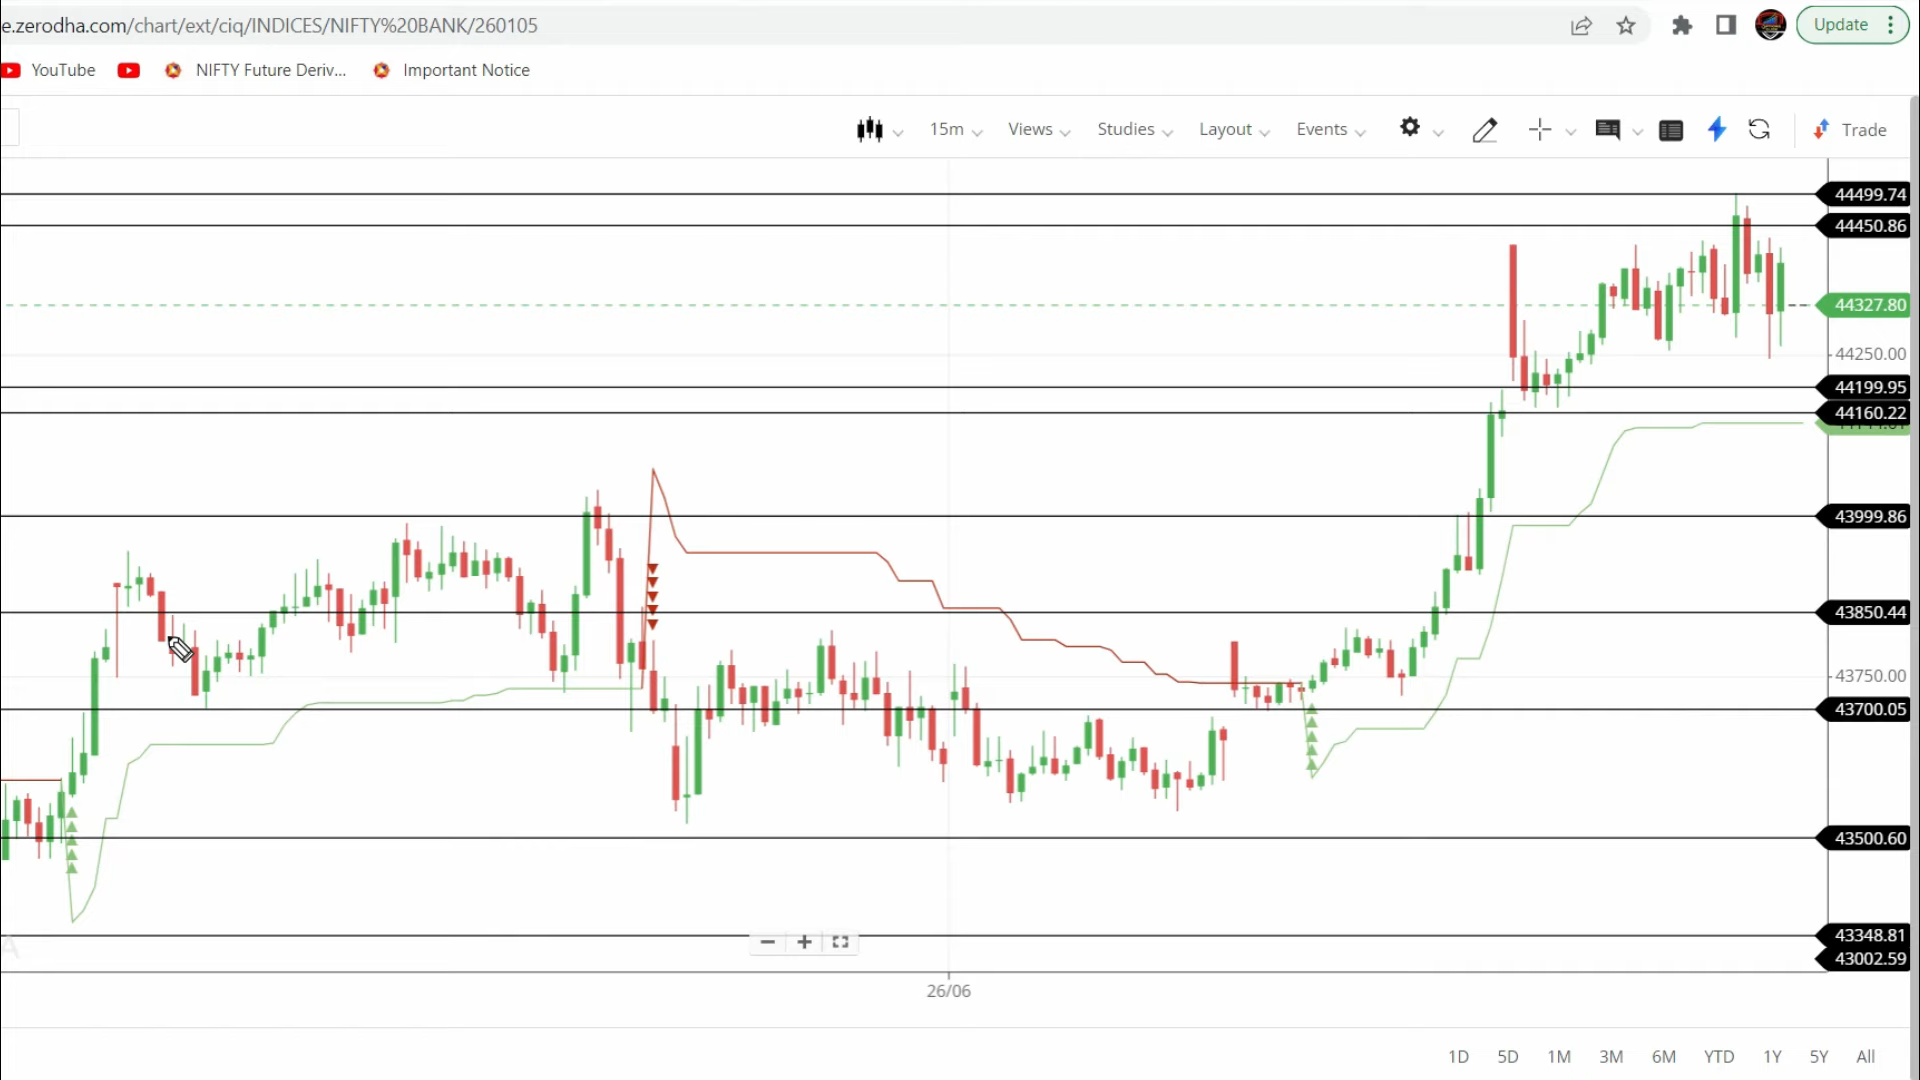 e.zerodha.com/chart/ext/ciq/INDICES/NIFTY%20BANK/260105
Update
YouTube
NIFTY Future Deriv...
Important Notice
15m
Views
Studies
Layout
Events
Trade
44499.74
44450.86
44327.80
44250.00
44199.95
44160.22
43999.86
43850.44
43750.00
43700.05
43500.60
43348.81
43002.59
26/06
1D 5D 1M 3M 6M YTD 1Y 5Y All